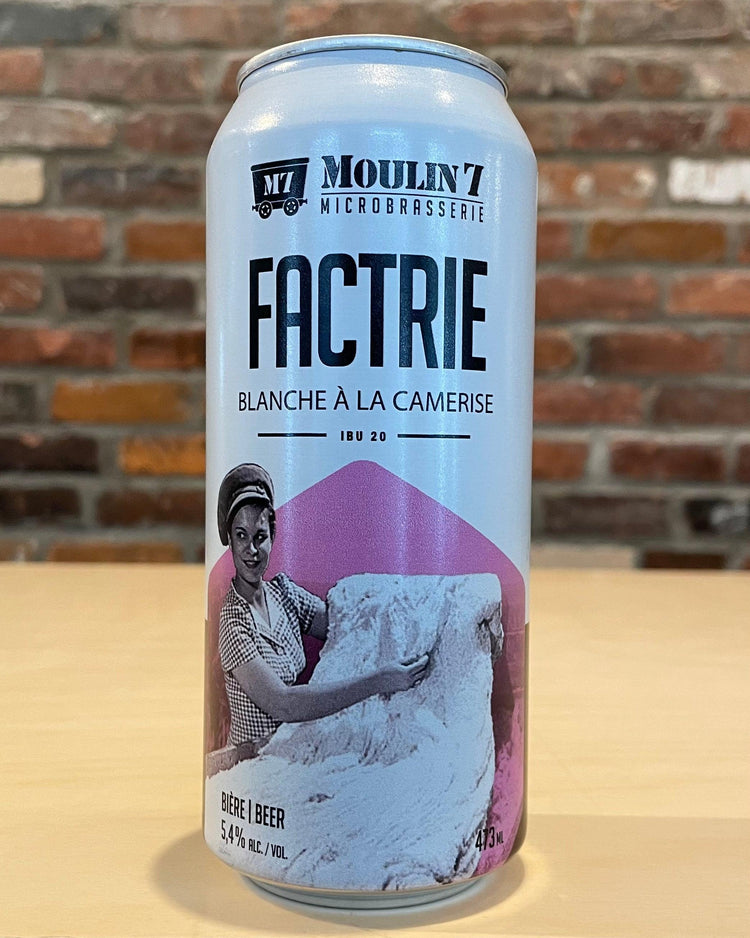 M7
MOULIN 7
MICROBRASSERIE
FACTRIE
BLANCHE À LA CAMERISE
IBU 20
BIÈRE | BEER
5,4% ALC. / VOL.
473 ML